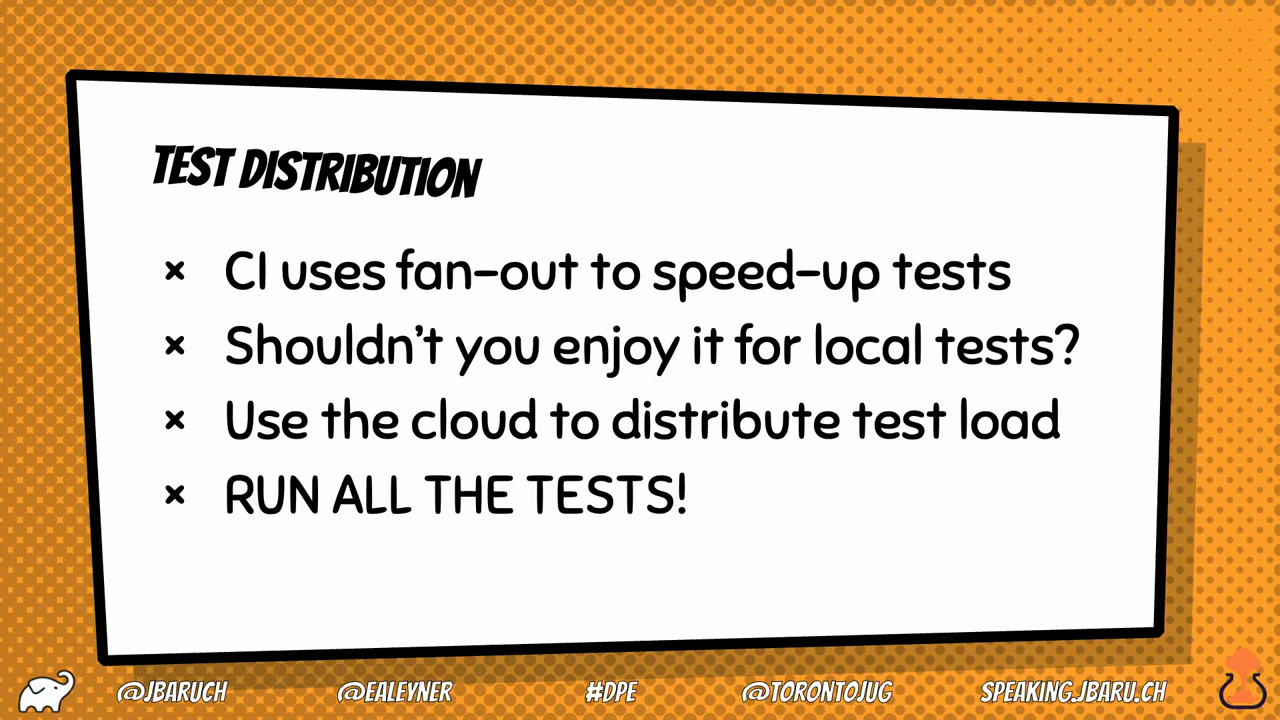 TEST DISTRIBUTION
× CI uses fan-out to speed-up tests
× Shouldn't you enjoy it for local tests?
× Use the cloud to distribute test load
× RUN ALL THE TESTS!
@JBARUCH @EALEYNER #DPE @TORONTOJUG SPEAKING.JBARU.CH